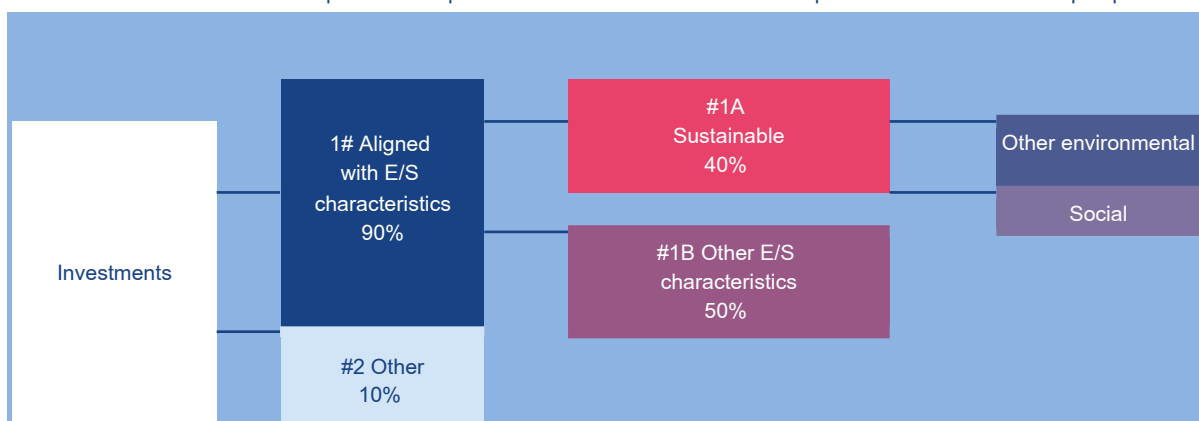 Investments
1# Aligned
with E/S
characteristics
90%
#2 Other
10%
#1A
Sustainable
40%
#1B Other E/S
characteristics
50%
Other environmental
Social